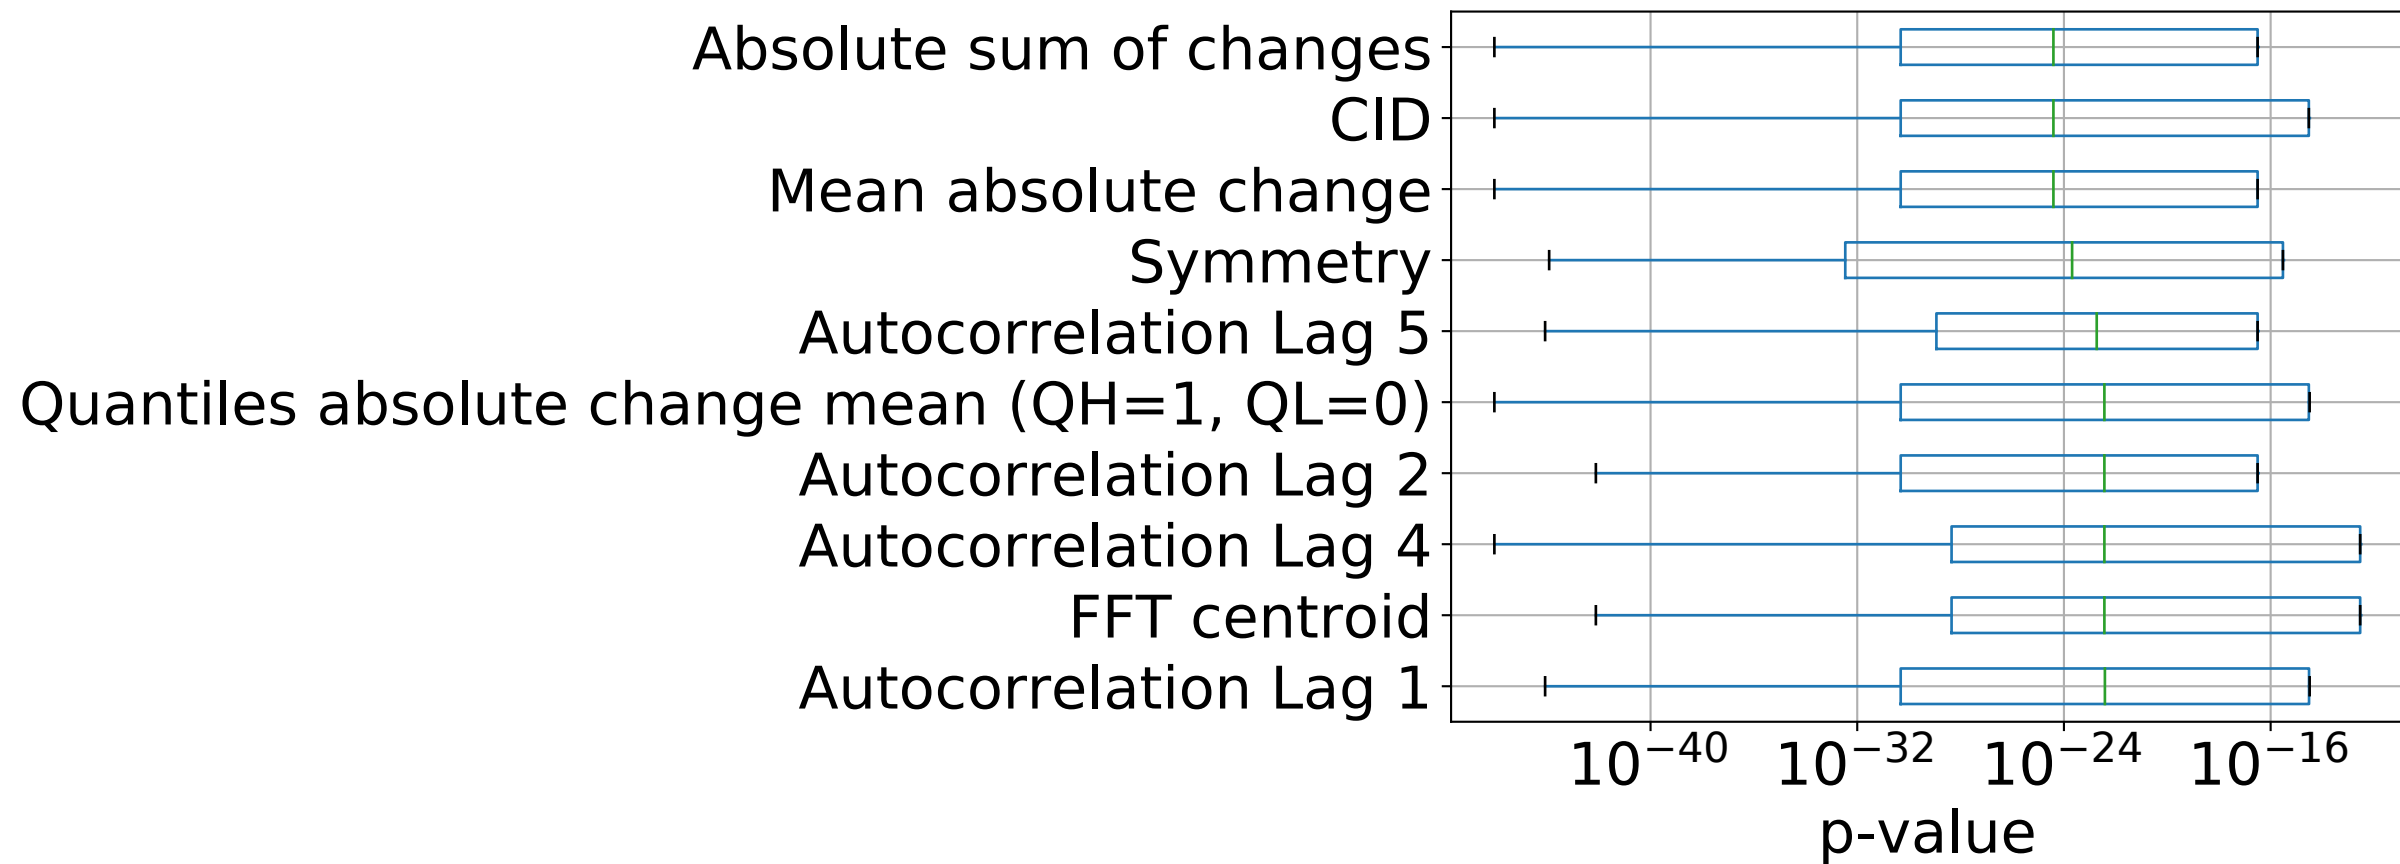 Absolute sum of changes
CID
Mean absolute change
Symmetry
Autocorrelation Lag 5
Quantiles absolute change mean (QH=1, QL=0)
Autocorrelation Lag 2
Autocorrelation Lag 4
FFT centroid
Autocorrelation Lag 1
10⁻⁴⁰ 10⁻³² 10⁻²⁴ 10⁻¹⁶
p-value